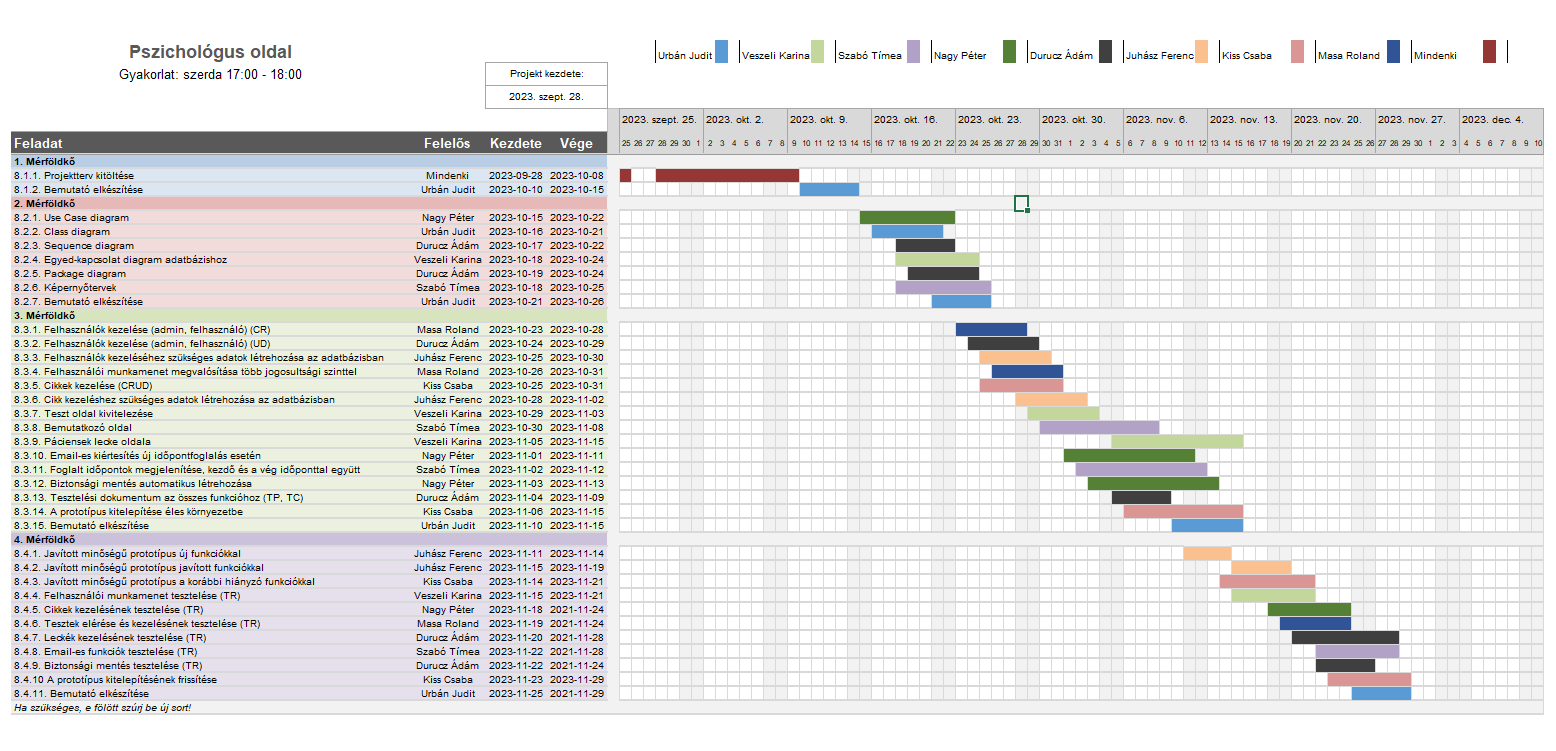 Pszichológus oldal
Gyakorlat: szerda 17:00 - 18:00
Urbán Judit Veszeli Karina Szabó Tímea Nagy Péter Durucz Ádám Juhász Ferenc Kiss Csaba Masa Roland Mindenki
Projekt kezdete:
2023. szept. 28.
2023. szept. 25. 2023. okt. 2. 2023. okt. 9. 2023. okt. 16. 2023. okt. 23. 2023. okt. 30. 2023. nov. 6. 2023. nov. 13. 2023. nov. 20. 2023. nov. 27. 2023. dec. 4.
Feladat Felelős Kezdete Vége
25 26 27 28 29 30 1 2 3 4 5 6 7 8 9 10 11 12 13 14 15 16 17 18 19 20 21 22 23 24 25 26 27 28 29 30 31 1 2 3 4 5 6 7 8 9 10 11 12 13 14 15 16 17 18 19 20 21 22 23 24 25 26 27 28 29 30 1 2 3 4 5 6 7 8 9 10
1. Mérföldkő
8.1.1. Projektterv kitöltése Mindenki 2023-09-28 2023-10-08
8.1.2. Bemutató elkészítése Urbán Judit 2023-10-10 2023-10-15
2. Mérföldkő
8.2.1. Use Case diagram Nagy Péter 2023-10-15 2023-10-22
8.2.2. Class diagram Urbán Judit 2023-10-16 2023-10-21
8.2.3. Sequence diagram Durucz Ádám 2023-10-17 2023-10-22
8.2.4. Egyed-kapcsolat diagram adatbázishoz Veszeli Karina 2023-10-18 2023-10-24
8.2.5. Package diagram Durucz Ádám 2023-10-19 2023-10-24
8.2.6. Képernyőtervek Szabó Tímea 2023-10-18 2023-10-25
8.2.7. Bemutató elkészítése Urbán Judit 2023-10-21 2023-10-26
3. Mérföldkő
8.3.1. Felhasználók kezelése (admin, felhasználó) (CR) Masa Roland 2023-10-23 2023-10-28
8.3.2. Felhasználók kezelése (admin, felhasználó) (UD) Durucz Ádám 2023-10-24 2023-10-29
8.3.3. Felhasználók kezeléséhez szükséges adatok létrehozása az adatbázisban Juhász Ferenc 2023-10-25 2023-10-30
8.3.4. Felhasználói munkamenet megvalósítása több jogosultsági szinttel Masa Roland 2023-10-26 2023-10-31
8.3.5. Cikkek kezelése (CRUD) Kiss Csaba 2023-10-25 2023-10-31
8.3.6. Cikk kezeléshez szükséges adatok létrehozása az adatbázisban Juhász Ferenc 2023-10-28 2023-11-02
8.3.7. Teszt oldal kivitelezése Veszeli Karina 2023-10-29 2023-11-03
8.3.8. Bemutatkozó oldal Szabó Tímea 2023-10-30 2023-11-08
8.3.9. Páciensek lecke oldala Veszeli Karina 2023-11-05 2023-11-15
8.3.10. Email-es kiértesítés új időpontfoglalás esetén Nagy Péter 2023-11-01 2023-11-11
8.3.11. Foglalt időpontok megjelenítése, kezdő és a vég időponttal együtt Szabó Tímea 2023-11-02 2023-11-12
8.3.12. Biztonsági mentés automatikus létrehozása Nagy Péter 2023-11-03 2023-11-13
8.3.13. Tesztelési dokumentum az összes funkcióhoz (TP, TC) Durucz Ádám 2023-11-04 2023-11-09
8.3.14. A prototípus kitelepítése éles környezetbe Kiss Csaba 2023-11-06 2023-11-15
8.3.15. Bemutató elkészítése Urbán Judit 2023-11-10 2023-11-15
4. Mérföldkő
8.4.1. Javított minőségű prototípus új funkciókkal Juhász Ferenc 2023-11-11 2023-11-14
8.4.2. Javított minőségű prototípus javított funkciókkal Juhász Ferenc 2023-11-15 2023-11-19
8.4.3. Javított minőségű prototípus a korábbi hiányzó funkciókkal Kiss Csaba 2023-11-14 2023-11-21
8.4.4. Felhasználói munkamenet tesztelése (TR) Veszeli Karina 2023-11-15 2023-11-21
8.4.5. Cikkek kezelésének tesztelése (TR) Nagy Péter 2023-11-18 2021-11-24
8.4.6. Tesztek elérése és kezelésének tesztelése (TR) Masa Roland 2023-11-19 2021-11-24
8.4.7. Leckék kezelésének tesztelése (TR) Durucz Ádám 2023-11-20 2021-11-28
8.4.8. Email-es funkciók tesztelése (TR) Szabó Tímea 2023-11-22 2021-11-28
8.4.9. Biztonsági mentés tesztelése (TR) Durucz Ádám 2023-11-22 2021-11-24
8.4.10 A prototípus kitelepítésének frissítése Kiss Csaba 2023-11-23 2023-11-29
8.4.11. Bemutató elkészítése Urbán Judit 2023-11-25 2021-11-29
Ha szükséges, e fölött szúrj be új sort!